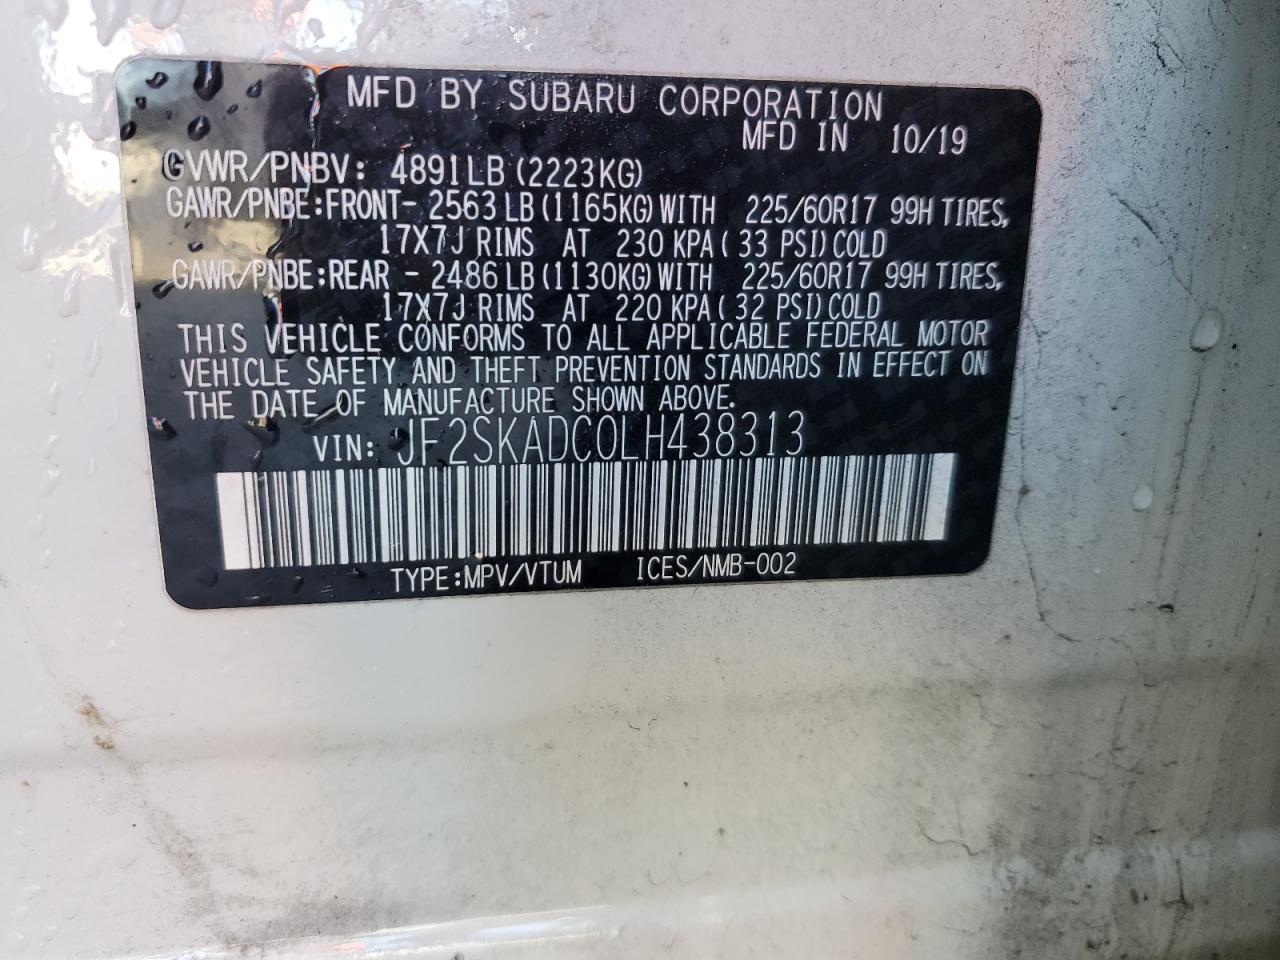 MFD BY SUBARU CORPORATION
MFD IN 10/19
GVWR/PNBV: 4891LB (2223KG)
GAWR/PNBE:FRONT- 2563 LB (1165KG) WITH 225/60R17 99H TIRES,
17X7J RIMS AT 230 KPA ( 33 PSI) COLD
GAWR/PNBE:REAR - 2486 LB (1130KG) WITH 225/60R17 99H TIRES,
17X7J RIMS AT 220 KPA ( 32 PSI) COLD
THIS VEHICLE CONFORMS TO ALL APPLICABLE FEDERAL MOTOR
VEHICLE SAFETY AND THEFT PREVENTION STANDARDS IN EFFECT ON
THE DATE OF MANUFACTURE SHOWN ABOVE.
VIN: JF2SKADC0LH438313
TYPE:MPV/VTUM ICES/NMB-002